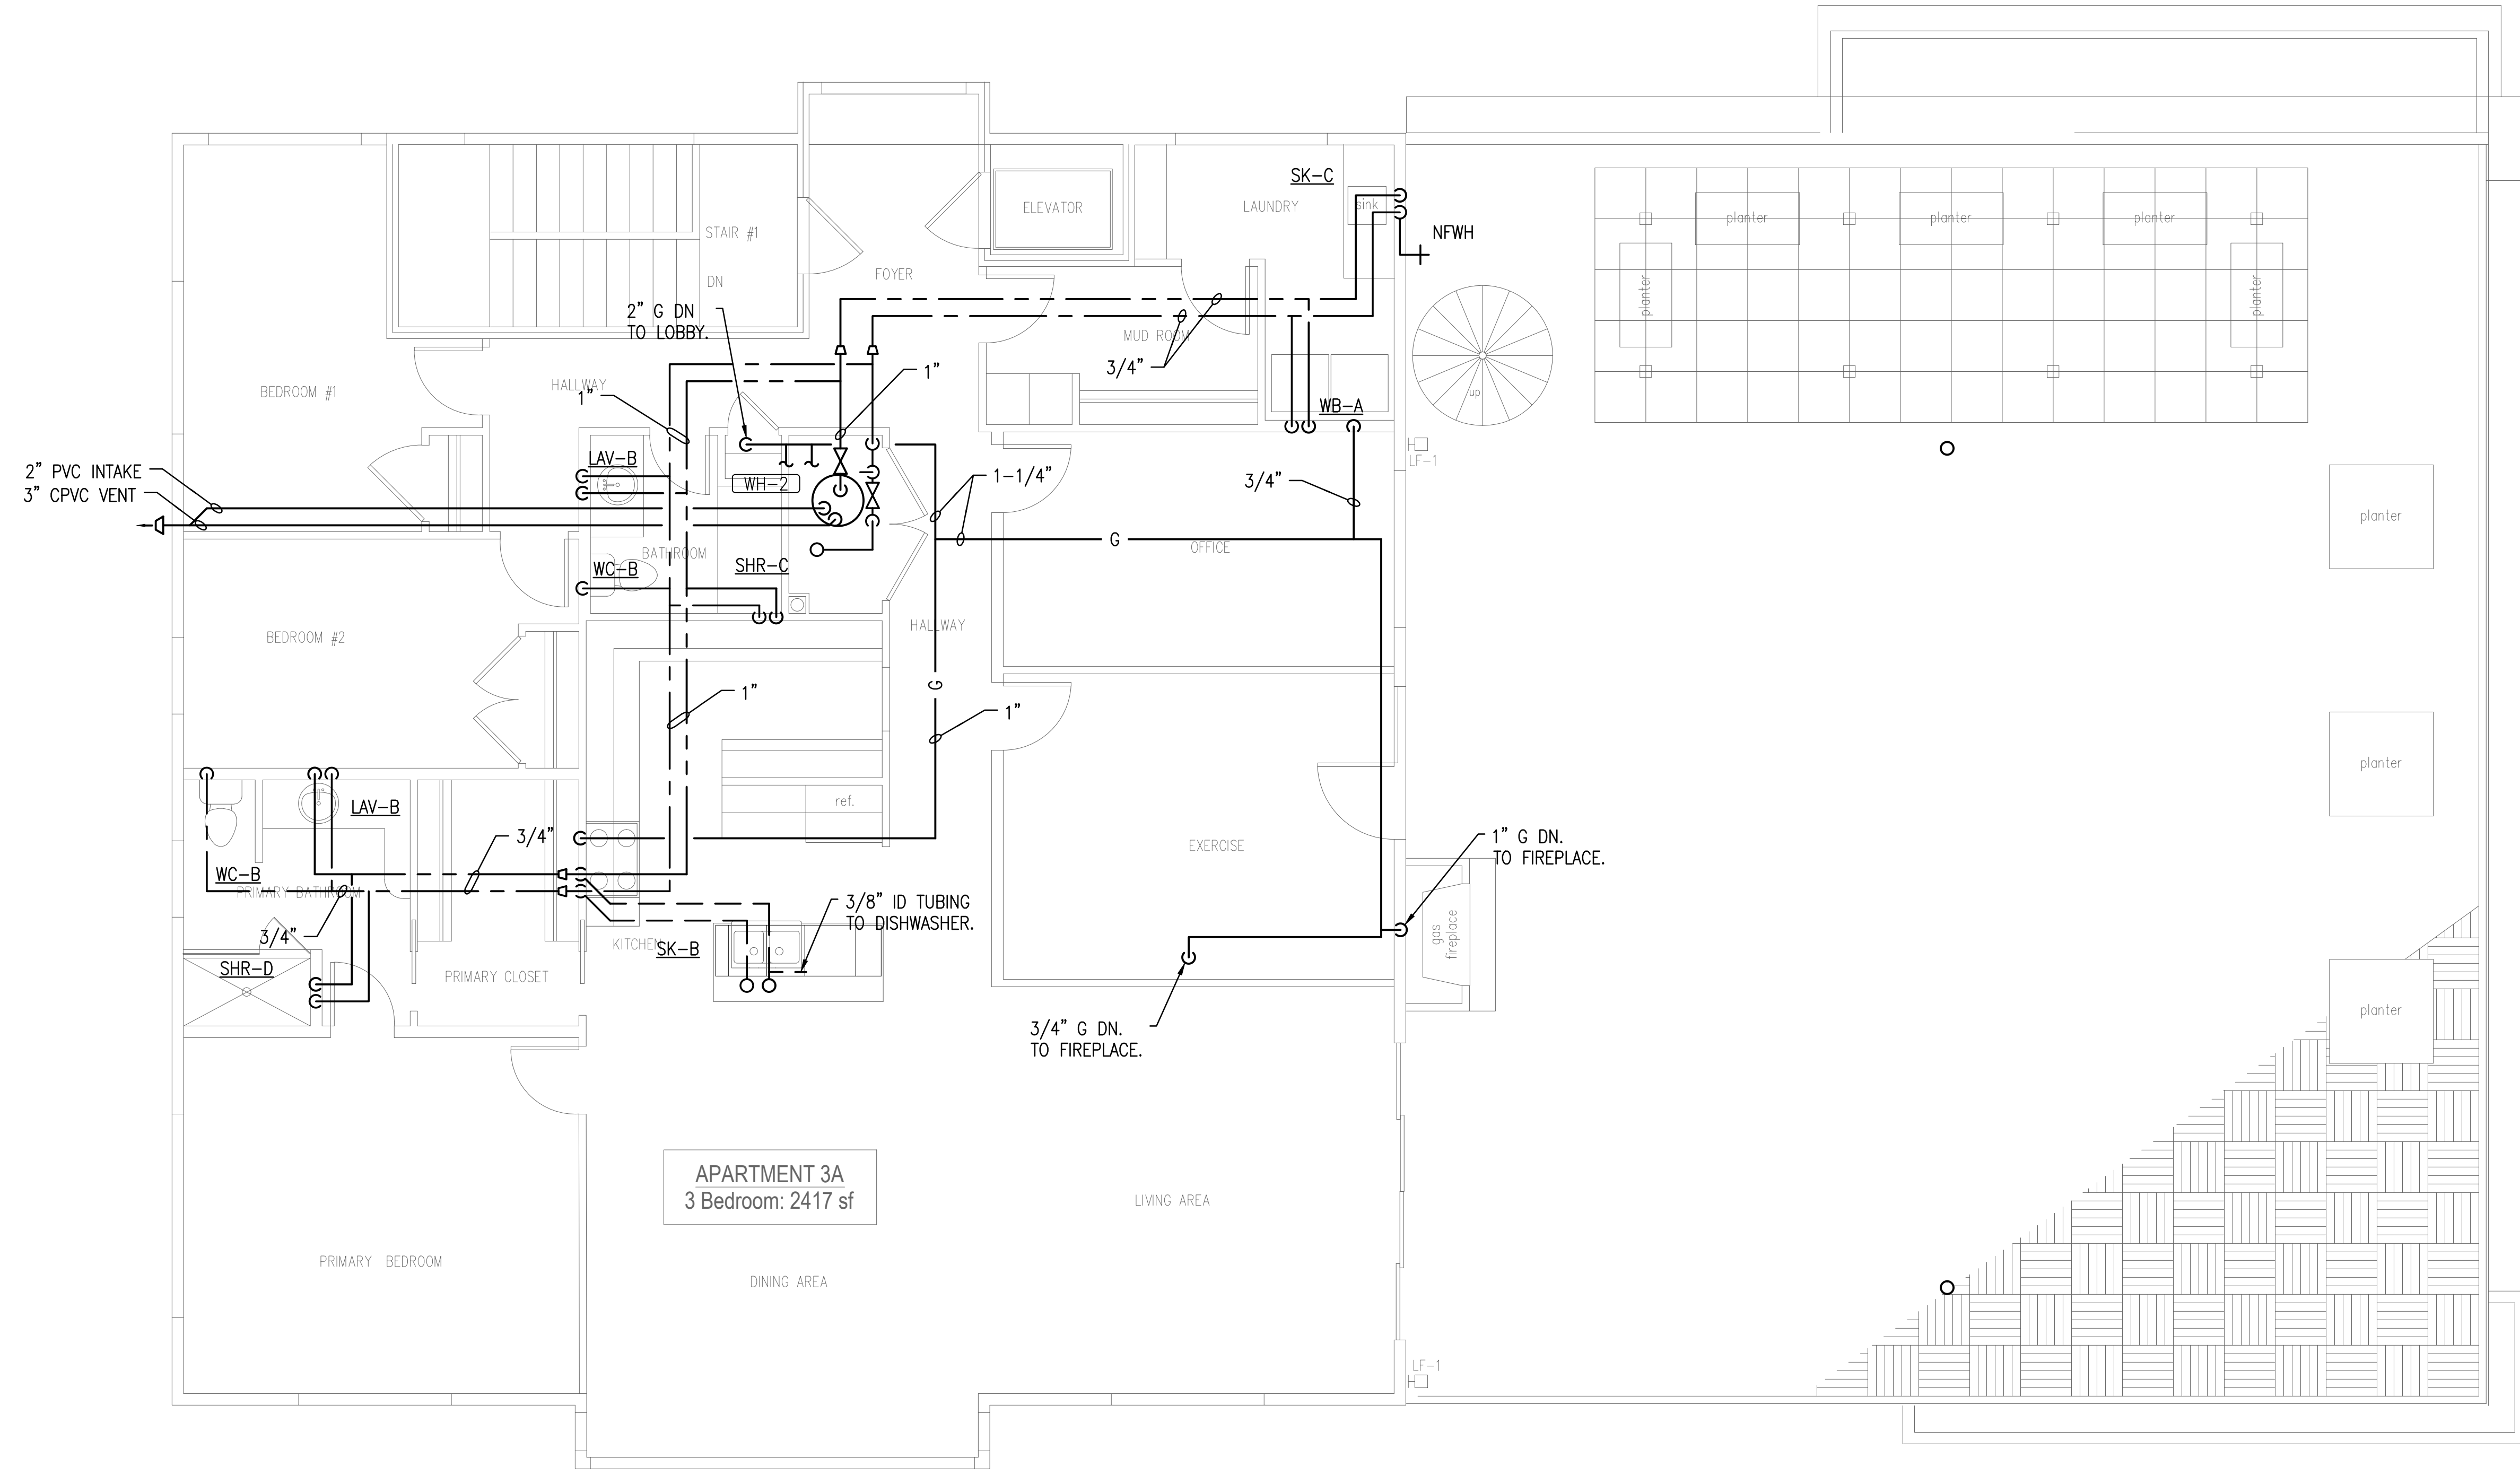 SK-C
sink
planter
planter
planter
ELEVATOR
LAUNDRY
STAIR #1
NFWH
FOYER
DN
planter
planter
2" G DN
TO LOBBY.
MUD ROOM
3/4"
1"
HALLWAY
1"
BEDROOM #1
up
WB-A
LAV-B
LF-1
2" PVC INTAKE
3" CPVC VENT
WH-2
1-1/4"
3/4"
planter
G
OFFICE
BATHROOM
WC-B
SHR-C
HALLWAY
BEDROOM #2
G
1"
1"
planter
ref.
LAV-B
3/4"
1" G DN.
TO FIREPLACE.
EXERCISE
WC-B
PRIMARY BATHROOM
3/8" ID TUBING
TO DISHWASHER.
gas
fireplace
3/4"
KITCHEN
SK-B
SHR-D
PRIMARY CLOSET
planter
3/4" G DN.
TO FIREPLACE.
APARTMENT 3A
3 Bedroom: 2417 sf
LIVING AREA
PRIMARY BEDROOM
DINING AREA
LF-1